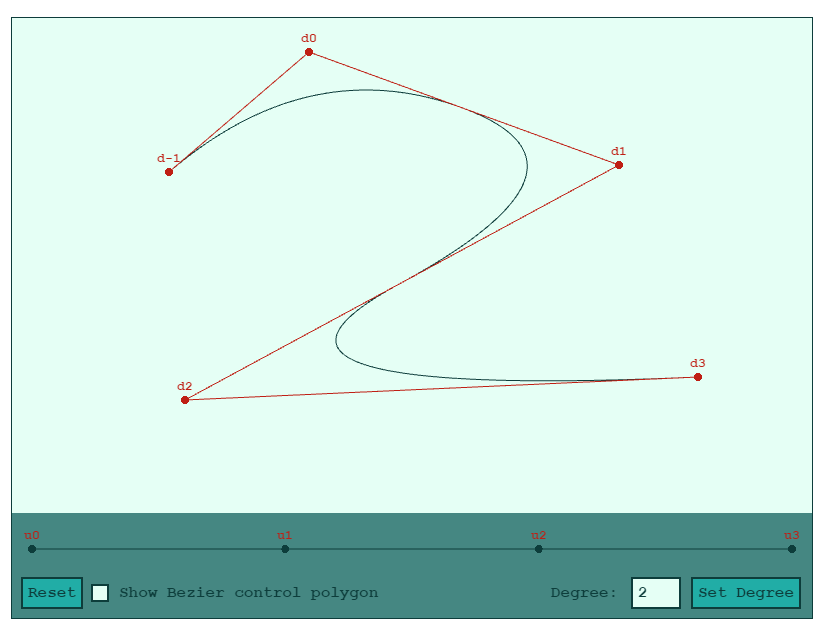 d0
d1
d-1
d2
d3
u0 u1 u2 u3
Reset Show Bezier control polygon Degree: 2 Set Degree